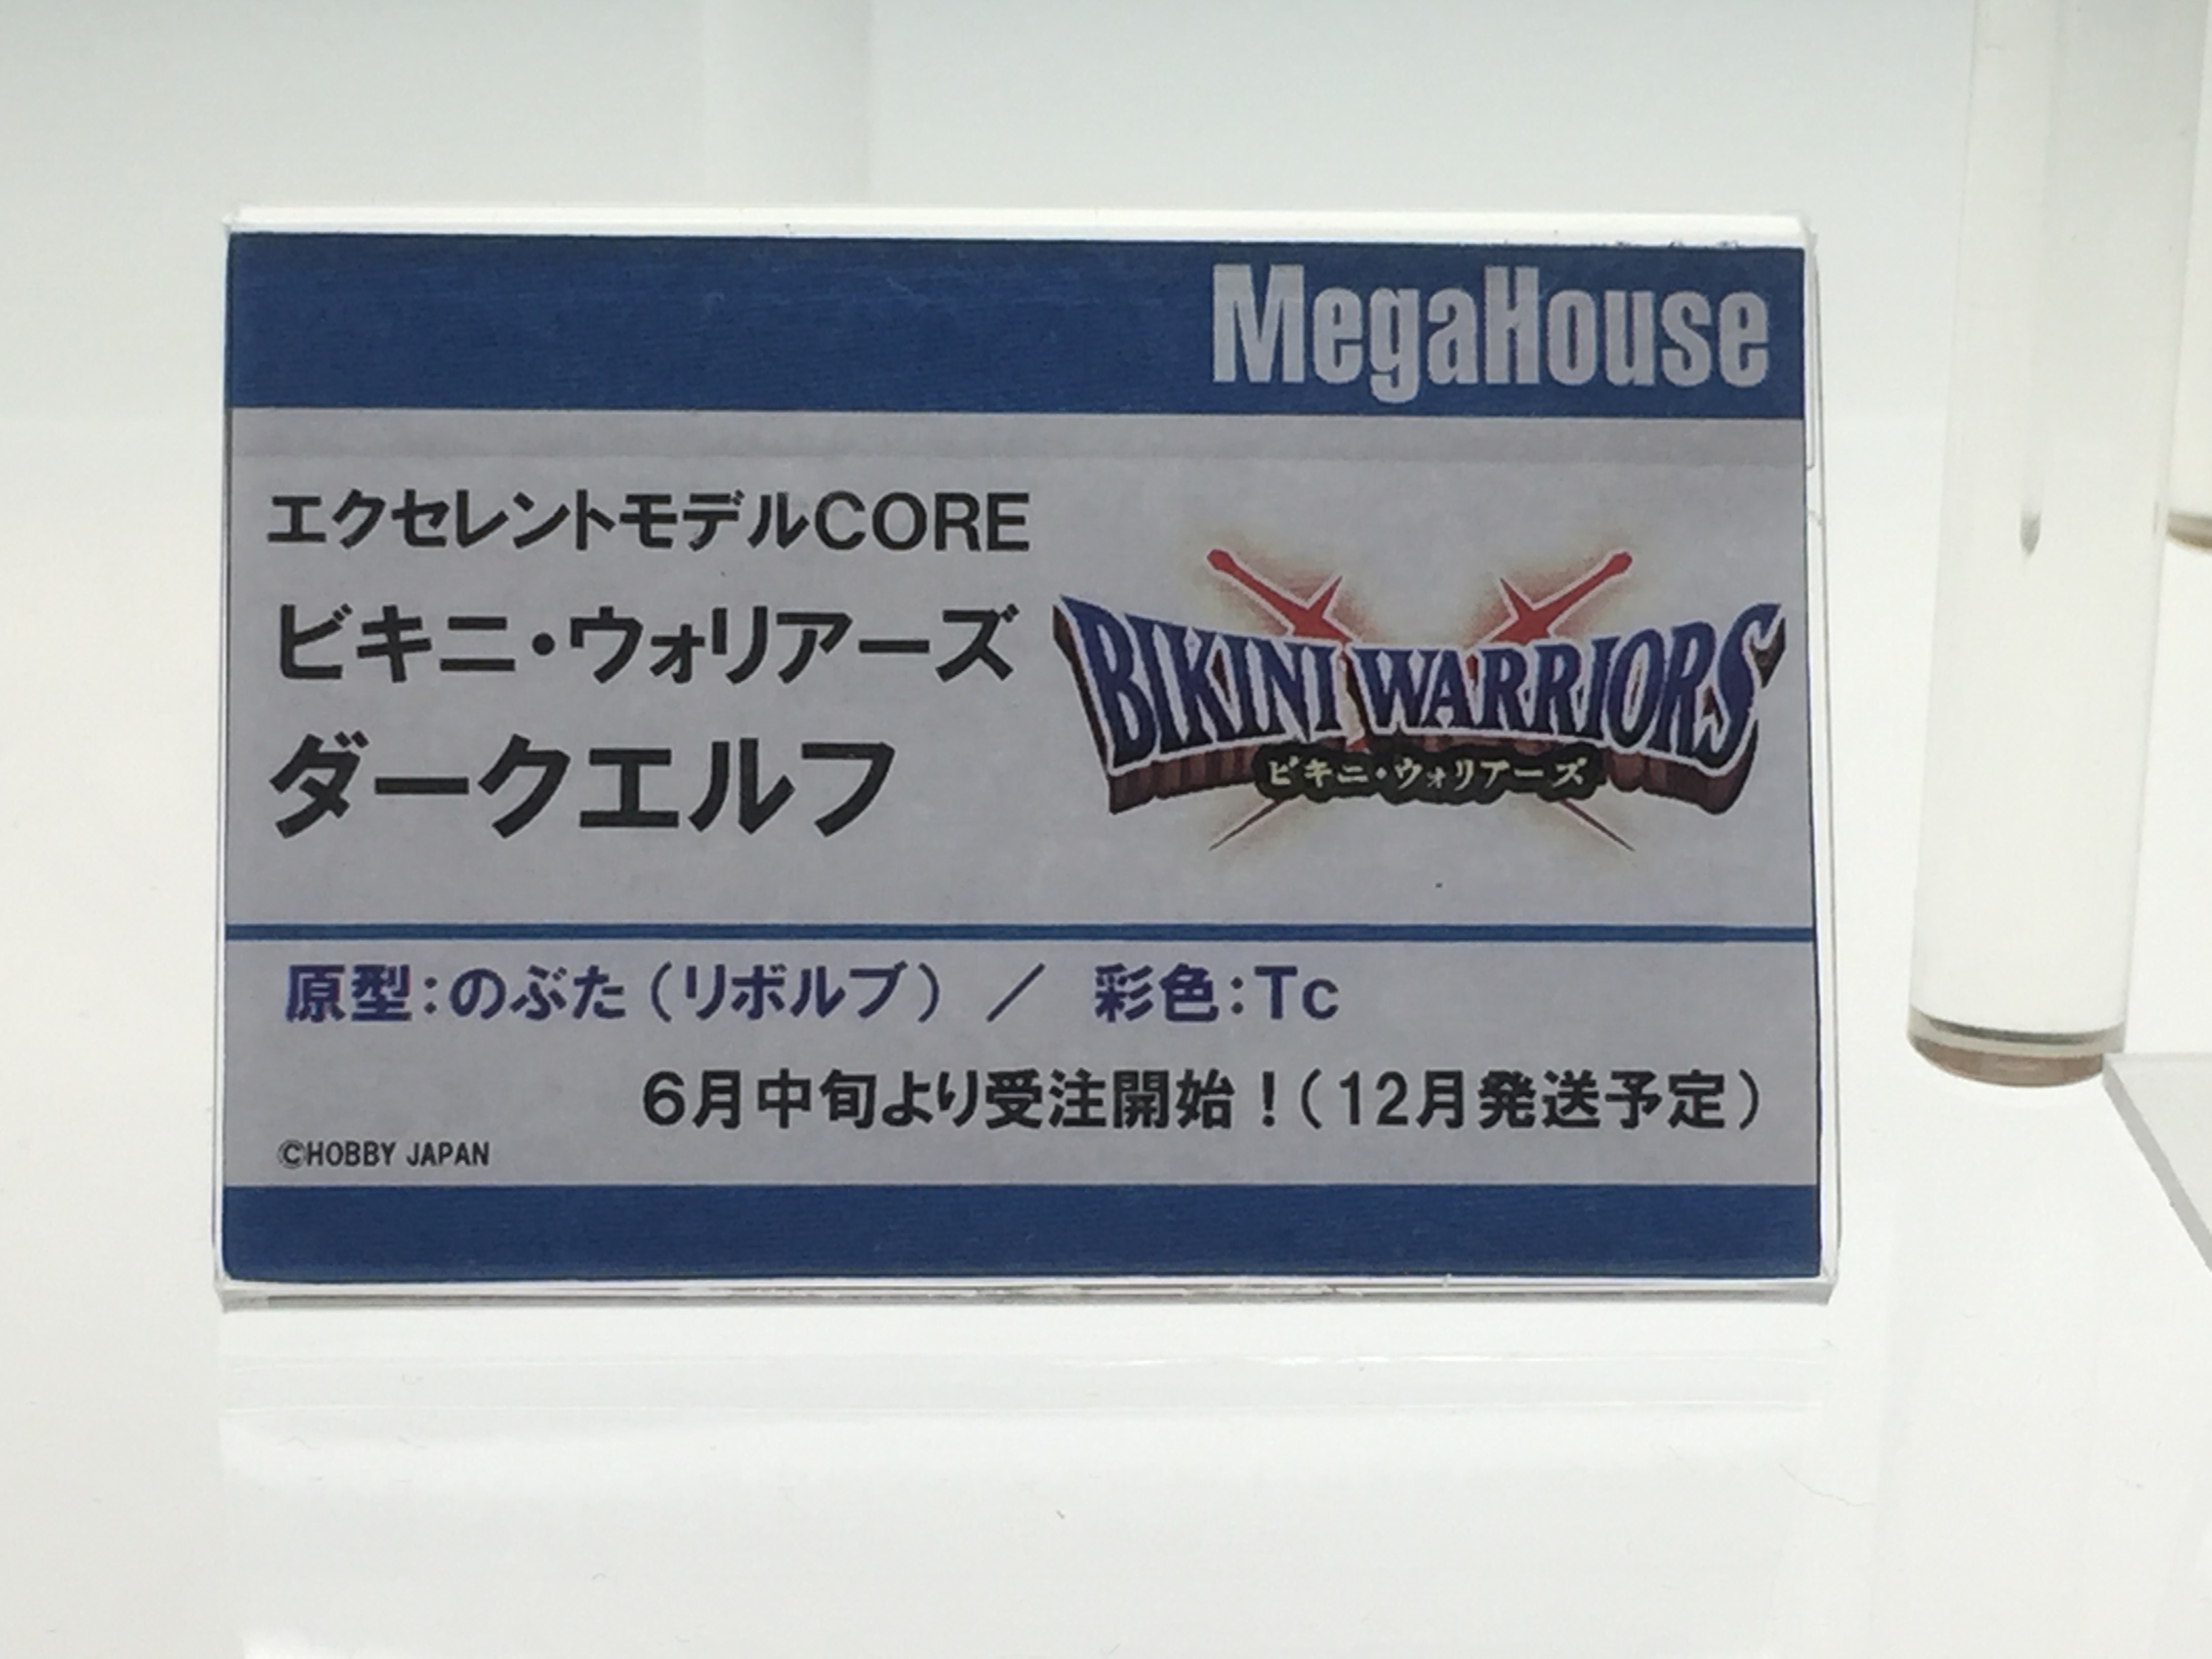 MegaHouse
エクセレントモデルCORE
ビキニ・ウォリアーズ
ダークエルフ
BIKINI WARRIORS
ビキニ・ウォリアーズ
原型:のぶた(リボルブ) / 彩色:Tc
6月中旬より受注開始!(12月発送予定)
©HOBBY JAPAN